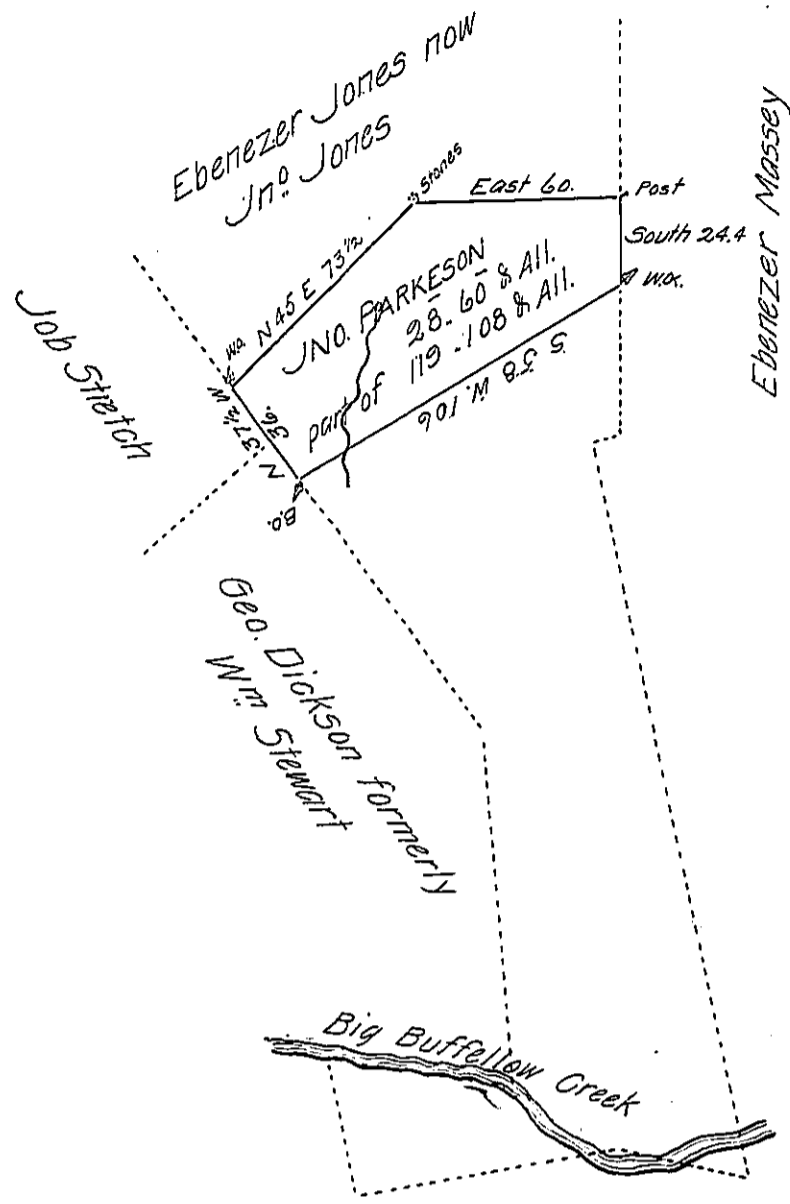 Ebenezer Jones now
Jnº Jones
Stones
East 60.
Post
South 24.4
W.O.
Ebenezer Massey
W.O.
N 45 E 73½
JNO. PARKESON
28. 60 & All.
part of 119 - 108 & All.
S 58 W. 106
N 37½ W
36.
B.O.
Job Stretch
Geo. Dickson formerly
Wm Stewart
Big Buffellow Creek